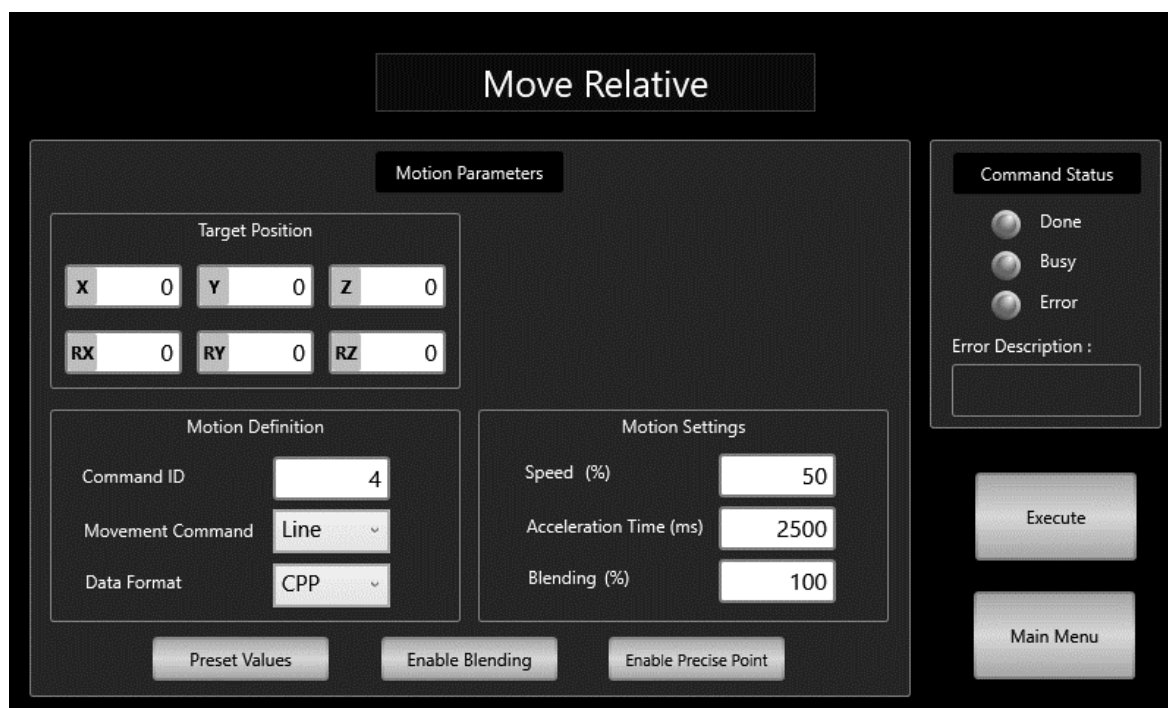 Move Relative
Motion Parameters
Target Position
X 0 Y 0 Z 0
RX 0 RY 0 RZ 0
Motion Definition
Command ID 4
Movement Command Line
Data Format CPP
Motion Settings
Speed (%) 50
Acceleration Time (ms) 2500
Blending (%) 100
Preset Values
Enable Blending
Enable Precise Point
Command Status
Done
Busy
Error
Error Description :
Execute
Main Menu